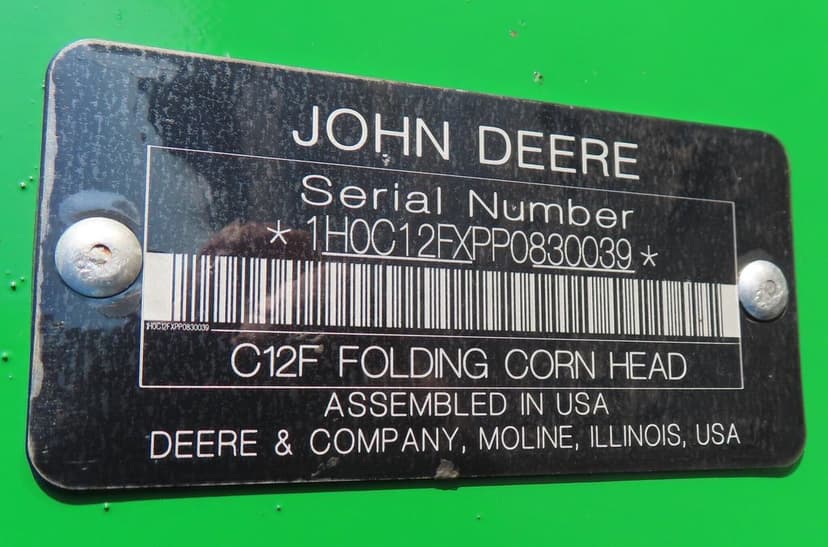 JOHN DEERE
Serial Number
*1H0C12FXPP0830039*
1H0C12FXPP0830039
C12F FOLDING CORN HEAD
ASSEMBLED IN USA
DEERE & COMPANY, MOLINE, ILLINOIS, USA